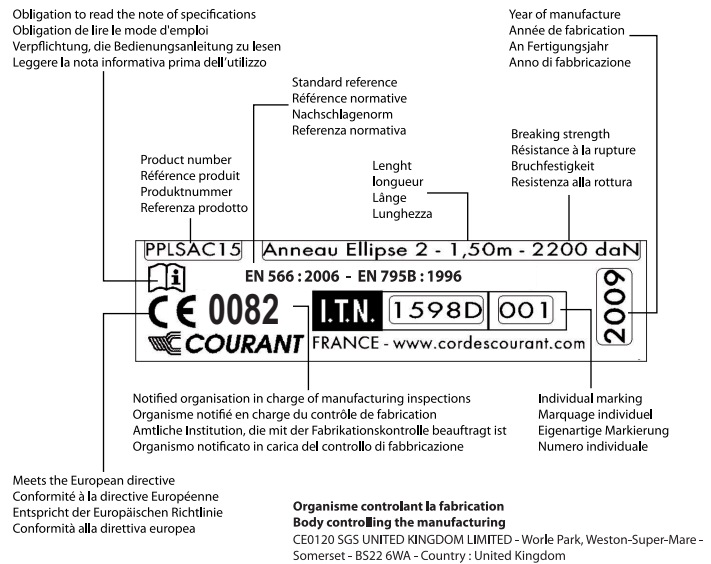 Obligation to read the note of specifications
Obligation de lire le mode d'emploi
Verpflichtung, die Bedienungsanleitung zu lesen
Leggere la nota informativa prima dell'utilizzo
Year of manufacture
Année de fabrication
An Fertigungsjahr
Anno di fabbricazione
Standard reference
Référence normative
Nachschlagenorm
Referenza normativa
Breaking strength
Résistance à la rupture
Bruchfestigkeit
Resistenza alla rottura
Product number
Référence produit
Produktnummer
Referenza prodotto
Lenght
longueur
Lânge
Lunghezza
PPLSAC15 Anneau Ellipse 2 - 1,50m - 2200 daN
EN 566 : 2006 - EN 795B : 1996
CE 0082 I.T.N. 1598D 001
2009
COURANT FRANCE - www.cordescourant.com
Notified organisation in charge of manufacturing inspections
Organisme notifié en charge du contrôle de fabrication
Amtliche Institution, die mit der Fabrikationskontrolle beauftragt ist
Organismo notificato in carica del controllo di fabbricazione
Individual marking
Marquage individuel
Eigenartige Markierung
Numero individuale
Meets the European directive
Conformité à la directive Européenne
Entspricht der Europäischen Richtlinie
Conformità alla direttiva europea
Organisme controlant la fabrication
Body controlling the manufacturing
CE0120 SGS UNITED KINGDOM LIMITED - Worle Park, Weston-Super-Mare -
Somerset - BS22 6WA - Country : United Kingdom